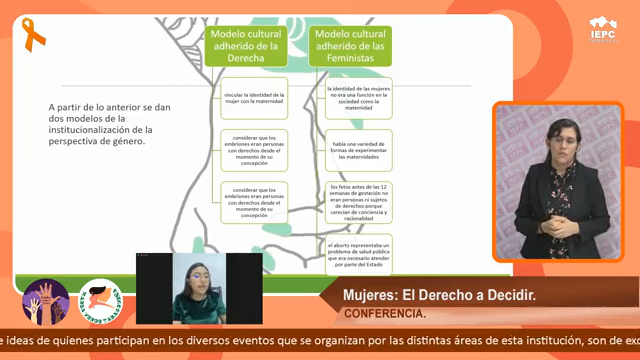 Modelo cultural
adherido de la
Derecha
Modelo cultural
adherido de las
Feministas
IEPC
TABASCO
A partir de lo anterior se dan
dos modelos de la
institucionalización de la
perspectiva de género.
vincular la identidad de la
mujer con la maternidad
considerar que los
embriones eran personas
con derechos desde el
momento de su
concepción
considerar que los
embriones eran personas
con derechos desde el
momento de su
concepción
la identidad de las mujeres
no era una función en la
sociedad como la
maternidad
había una variedad de
formas de experimentar
las maternidades
los fetos antes de las 12
semanas de gestación no
eran personas ni sujetos
de derechos porque
carecían de conciencia y
racionalidad
el aborto representaba un
problema de salud pública
que era necesario atender
por parte del Estado
MAREA VERDE TABASCO
Mujeres: El Derecho a Decidir.
CONFERENCIA.
e ideas de quienes participan en los diversos eventos que se organizan por las distintas áreas de esta institución, son de ex